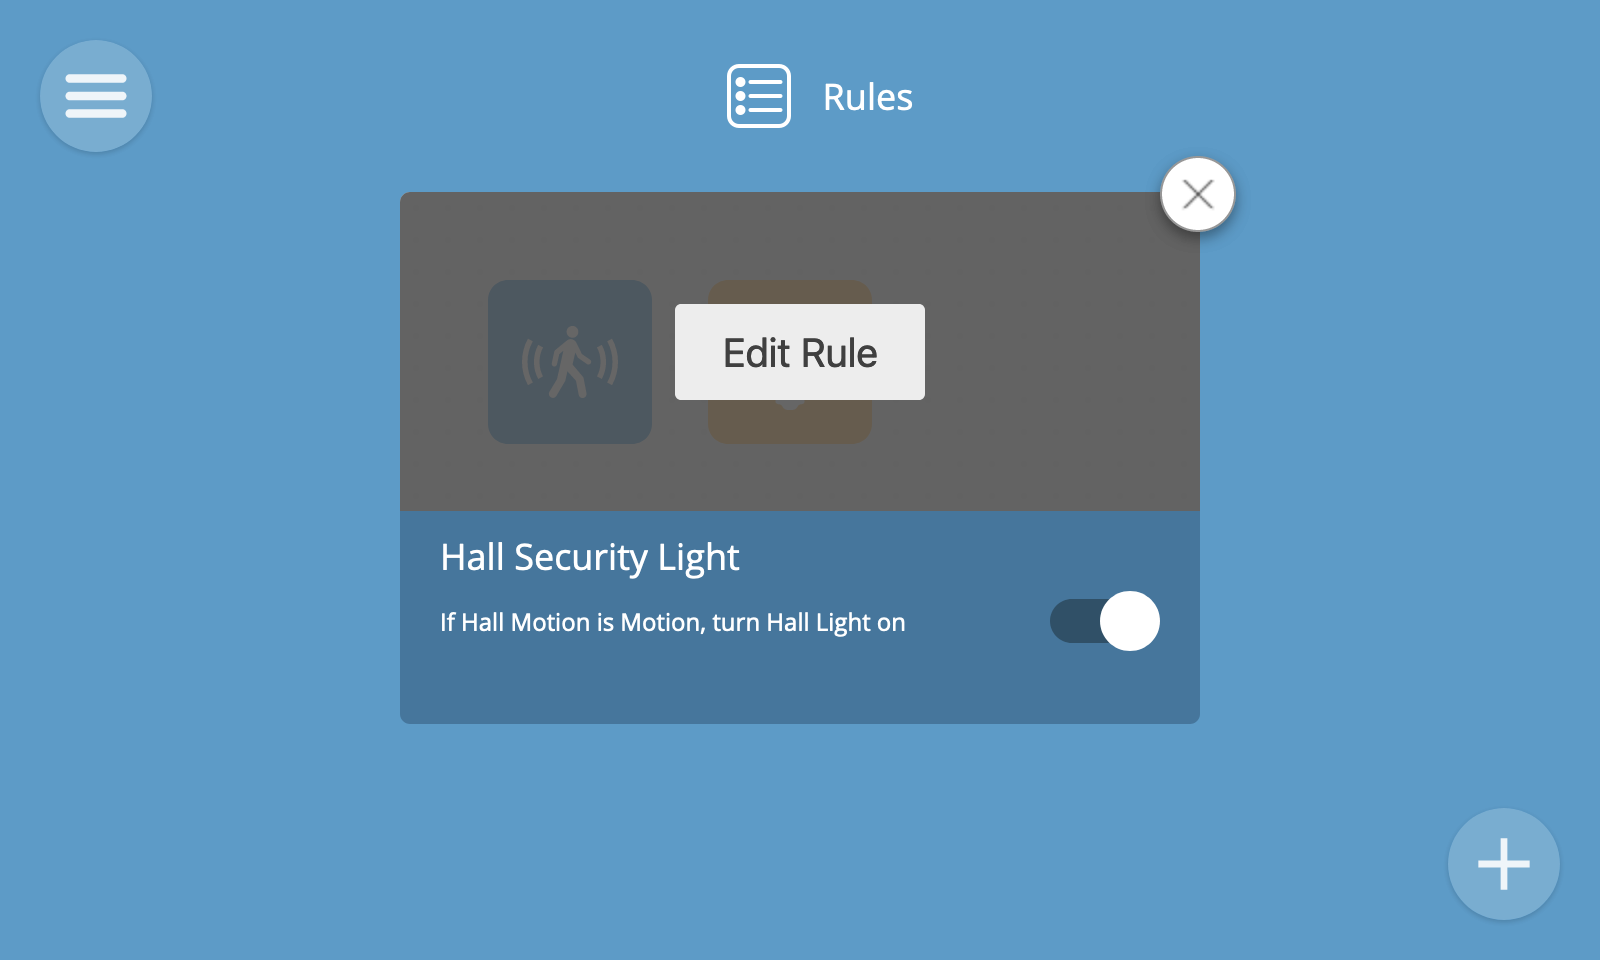 Rules
Edit Rule
Hall Security Light
If Hall Motion is Motion, turn Hall Light on